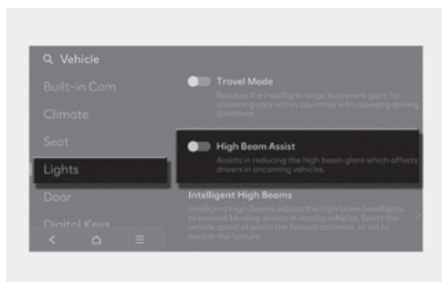 Vehicle
Built-in Cam
Climate
Seat
Lights
Door
Digital Keys
Travel Mode
Reduces the headlight range to prevent glare for
oncoming cars within countries with opposing driving
directions.
High Beam Assist
Assists in reducing the high beam glare which affects
drivers in oncoming vehicles.
Intelligent High Beams
Intelligent High Beams adjusts the high beam headlights
to prevent blinding drivers in nearby vehicles. Select the
vehicle speed at which the feature activates, or set to
disable the feature.